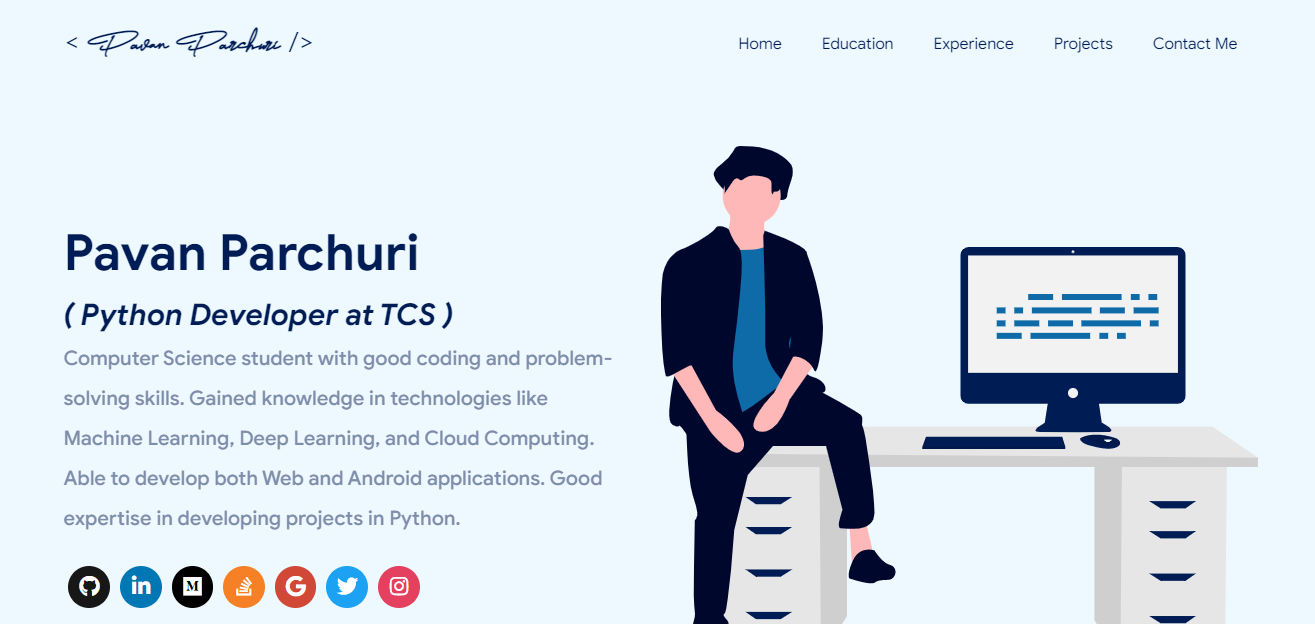 < Pavan Parchuri />
Home Education Experience Projects Contact Me
Pavan Parchuri
( Python Developer at TCS )
Computer Science student with good coding and problem-
solving skills. Gained knowledge in technologies like
Machine Learning, Deep Learning, and Cloud Computing.
Able to develop both Web and Android applications. Good
expertise in developing projects in Python.